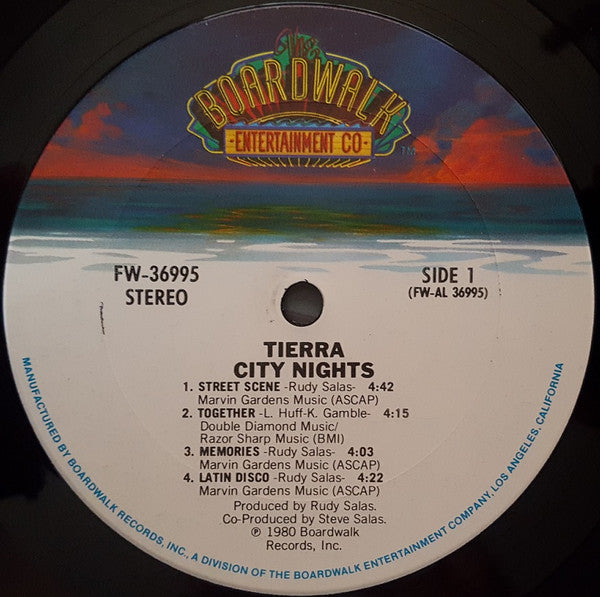 The
BOARDWALK
·ENTERTAINMENT CO·
TM
FW-36995
STEREO
SIDE 1
(FW-AL 36995)
TIERRA
CITY NIGHTS
1. STREET SCENE -Rudy Salas- 4:42
Marvin Gardens Music (ASCAP)
2. TOGETHER -L. Huff-K. Gamble- 4:15
Double Diamond Music/
Razor Sharp Music (BMI)
3. MEMORIES -Rudy Salas- 4:03
Marvin Gardens Music (ASCAP)
4. LATIN DISCO -Rudy Salas- 4:22
Marvin Gardens Music (ASCAP)
Produced by Rudy Salas.
Co-Produced by Steve Salas.
℗ 1980 Boardwalk
Records, Inc.
MANUFACTURED BY BOARDWALK RECORDS, INC., A DIVISION OF THE BOARDWALK ENTERTAINMENT COMPANY, LOS ANGELES, CALIFORNIA